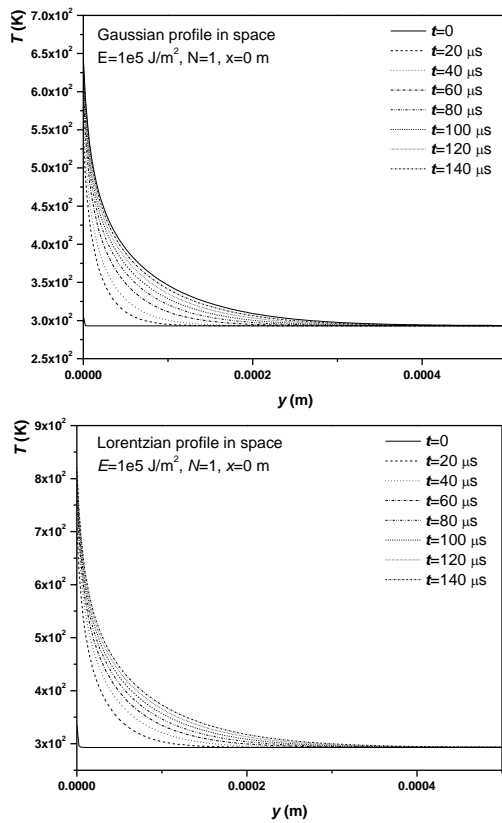 T (K)
7.0x10²
6.5x10²
6.0x10²
5.5x10²
5.0x10²
4.5x10²
4.0x10²
3.5x10²
3.0x10²
2.5x10²
Gaussian profile in space
E=1e5 J/m², N=1, x=0 m
t=0
t=20 μs
t=40 μs
t=60 μs
t=80 μs
t=100 μs
t=120 μs
t=140 μs
0.0000 0.0002 0.0004
y (m)
T (K)
9x10²
8x10²
7x10²
6x10²
5x10²
4x10²
3x10²
Lorentzian profile in space
E=1e5 J/m², N=1, x=0 m
t=0
t=20 μs
t=40 μs
t=60 μs
t=80 μs
t=100 μs
t=120 μs
t=140 μs
0.0000 0.0002 0.0004
y (m)